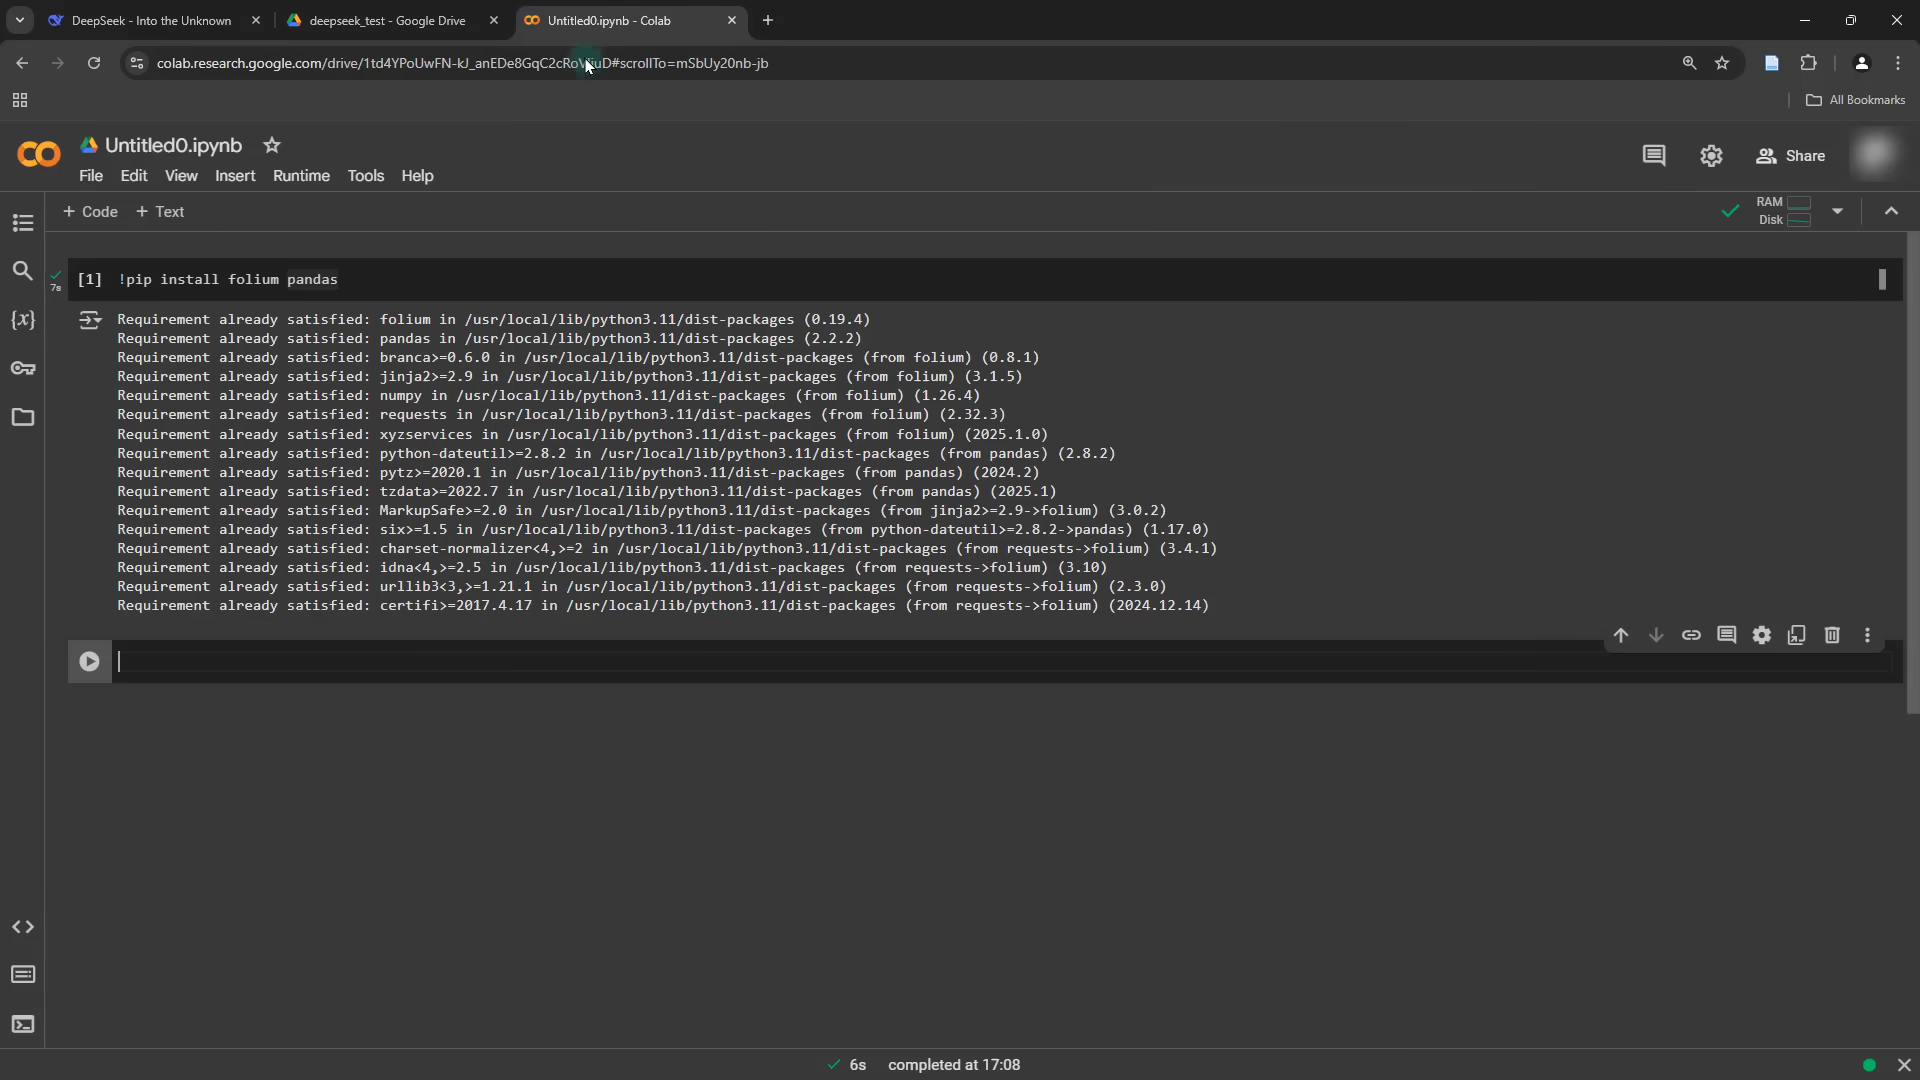 DeepSeek - Into the Unknown
deepseek_test - Google Drive
Untitled0.ipynb - Colab
colab.research.google.com/drive/1td4YPoUwFN-kJ_anEDe8GqC2cRo
#scrollTo=mSbUy20nb-jb
All Bookmarks
Untitled0.ipynb
File Edit View Insert Runtime Tools Help
Share
+ Code + Text
RAM
Disk
7s
[1] !pip install folium pandas
Requirement already satisfied: folium in /usr/local/lib/python3.11/dist-packages (0.19.4)
Requirement already satisfied: pandas in /usr/local/lib/python3.11/dist-packages (2.2.2)
Requirement already satisfied: branca>=0.6.0 in /usr/local/lib/python3.11/dist-packages (from folium) (0.8.1)
Requirement already satisfied: jinja2>=2.9 in /usr/local/lib/python3.11/dist-packages (from folium) (3.1.5)
Requirement already satisfied: numpy in /usr/local/lib/python3.11/dist-packages (from folium) (1.26.4)
Requirement already satisfied: requests in /usr/local/lib/python3.11/dist-packages (from folium) (2.32.3)
Requirement already satisfied: xyzservices in /usr/local/lib/python3.11/dist-packages (from folium) (2025.1.0)
Requirement already satisfied: python-dateutil>=2.8.2 in /usr/local/lib/python3.11/dist-packages (from pandas) (2.8.2)
Requirement already satisfied: pytz>=2020.1 in /usr/local/lib/python3.11/dist-packages (from pandas) (2024.2)
Requirement already satisfied: tzdata>=2022.7 in /usr/local/lib/python3.11/dist-packages (from pandas) (2025.1)
Requirement already satisfied: MarkupSafe>=2.0 in /usr/local/lib/python3.11/dist-packages (from jinja2>=2.9->folium) (3.0.2)
Requirement already satisfied: six>=1.5 in /usr/local/lib/python3.11/dist-packages (from python-dateutil>=2.8.2->pandas) (1.17.0)
Requirement already satisfied: charset-normalizer<4,>=2 in /usr/local/lib/python3.11/dist-packages (from requests->folium) (3.4.1)
Requirement already satisfied: idna<4,>=2.5 in /usr/local/lib/python3.11/dist-packages (from requests->folium) (3.10)
Requirement already satisfied: urllib3<3,>=1.21.1 in /usr/local/lib/python3.11/dist-packages (from requests->folium) (2.3.0)
Requirement already satisfied: certifi>=2017.4.17 in /usr/local/lib/python3.11/dist-packages (from requests->folium) (2024.12.14)
6s completed at 17:08